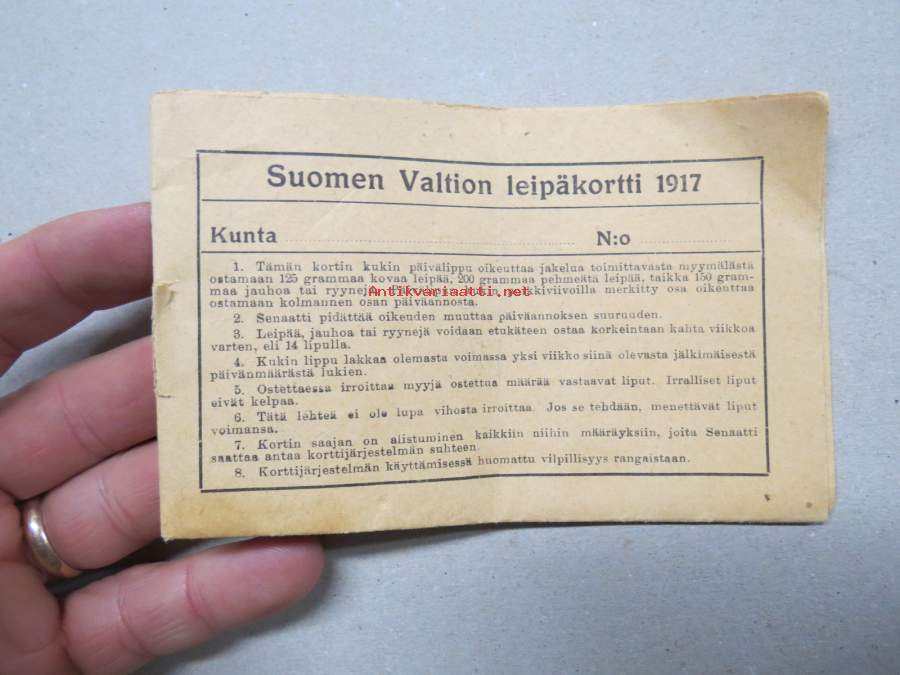 Suomen Valtion leipäkortti 1917
Kunta N:o
1. Tämän kortin kukin päivälippu oikeuttaa jakelua toimittavasta myymälästä
ostamaan 125 grammaa kovaa leipää, 200 grammaa pehmeätä leipää, taikka 150 gram-
maa jauhoa tai ryynejä. merkitty osa oikeuttaa
Antikvariaatti.net
ostamaan kolmannen osan päiväannosta.
2. Senaatti pidättää oikeuden muuttaa päiväannoksen suuruuden.
3. Leipää, jauhoa tai ryynejä voidaan etukäteen ostaa korkeintaan kahta viikkoa
varten, eli 14 lipulla.
4. Kukin lippu lakkaa olemasta voimassa yksi viikko siinä olevasta jälkimäisestä
päivänmäärästä lukien.
5. Ostettaessa irroittaa myyjä ostettua määrää vastaavat liput. Irralliset liput
eivät kelpaa.
6. Tätä lehteä ei ole lupa vihosta irroittaa. Jos se tehdään, menettävät liput
voimansa.
7. Kortin saajan on alistuminen kaikkiin niihin määräyksiin, joita Senaatti
saattaa antaa korttijärjestelmän suhteen.
8. Korttijärjestelmän käyttämisessä huomattu vilpillisyys rangaistaan.